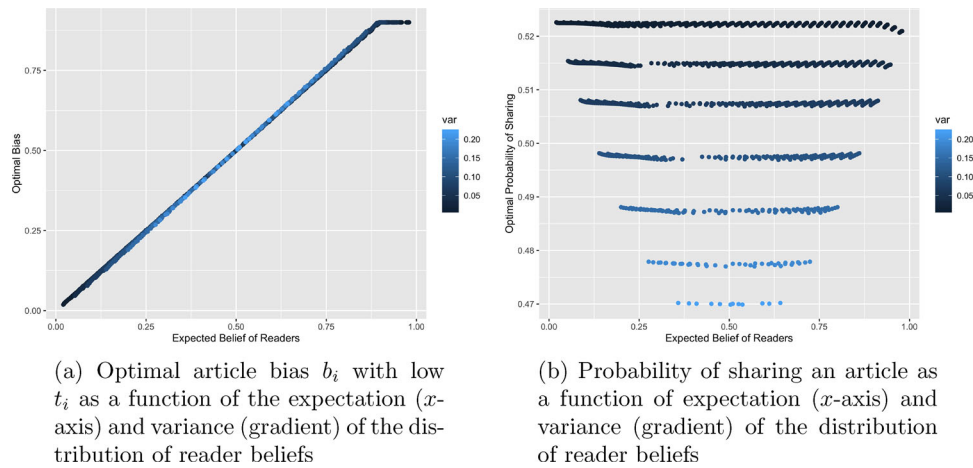 0.75
0.50
0.25
0.00
Optimal Bias
0.00 0.25 0.50 0.75 1.00
Expected Belief of Readers
var
0.20
0.15
0.10
0.05
(a) Optimal article bias b_i with low
t_i as a function of the expectation (x-
axis) and variance (gradient) of the dis-
tribution of reader beliefs
0.52
0.51
0.50
0.49
0.48
0.47
Optimal Probability of Sharing
0.00 0.25 0.50 0.75 1.00
Expected Belief of Readers
var
0.20
0.15
0.10
0.05
(b) Probability of sharing an article as
a function of expectation (x-axis) and
variance (gradient) of the distribution
of reader beliefs